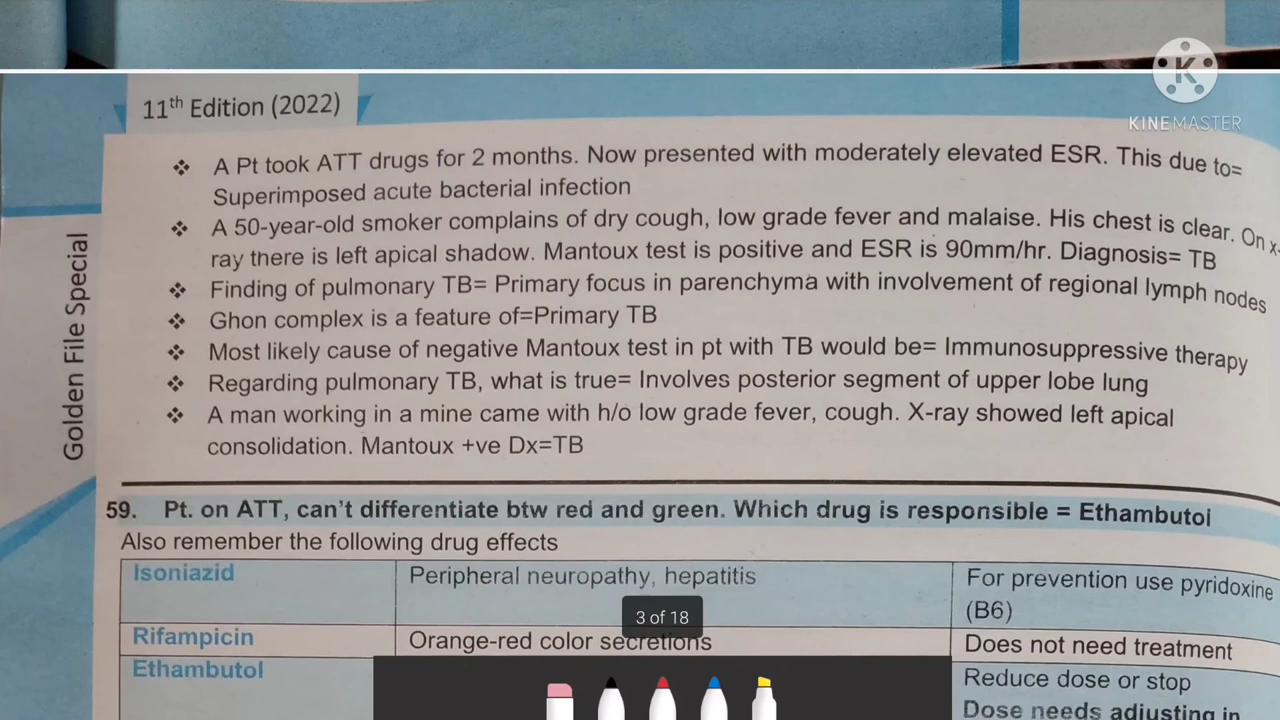 11th Edition (2022)
KINEMASTER
❖ A Pt took ATT drugs for 2 months. Now presented with moderately elevated ESR. This due to=
Superimposed acute bacterial infection
❖ A 50-year-old smoker complains of dry cough, low grade fever and malaise. His chest is clear. On x-
ray there is left apical shadow. Mantoux test is positive and ESR is 90mm/hr. Diagnosis= TB
❖ Finding of pulmonary TB= Primary focus in parenchyma with involvement of regional lymph nodes
❖ Ghon complex is a feature of=Primary TB
❖ Most likely cause of negative Mantoux test in pt with TB would be= Immunosuppressive therapy
❖ Regarding pulmonary TB, what is true= Involves posterior segment of upper lobe lung
❖ A man working in a mine came with h/o low grade fever, cough. X-ray showed left apical
consolidation. Mantoux +ve Dx=TB
Golden File Special
59. Pt. on ATT, can't differentiate btw red and green. Which drug is responsible = Ethambutol
Also remember the following drug effects
Isoniazid Peripheral neuropathy, hepatitis For prevention use pyridoxine
(B6)
3 of 18
Rifampicin Orange-red color secretions Does not need treatment
Ethambutol Reduce dose or stop
Dose needs adjusting in